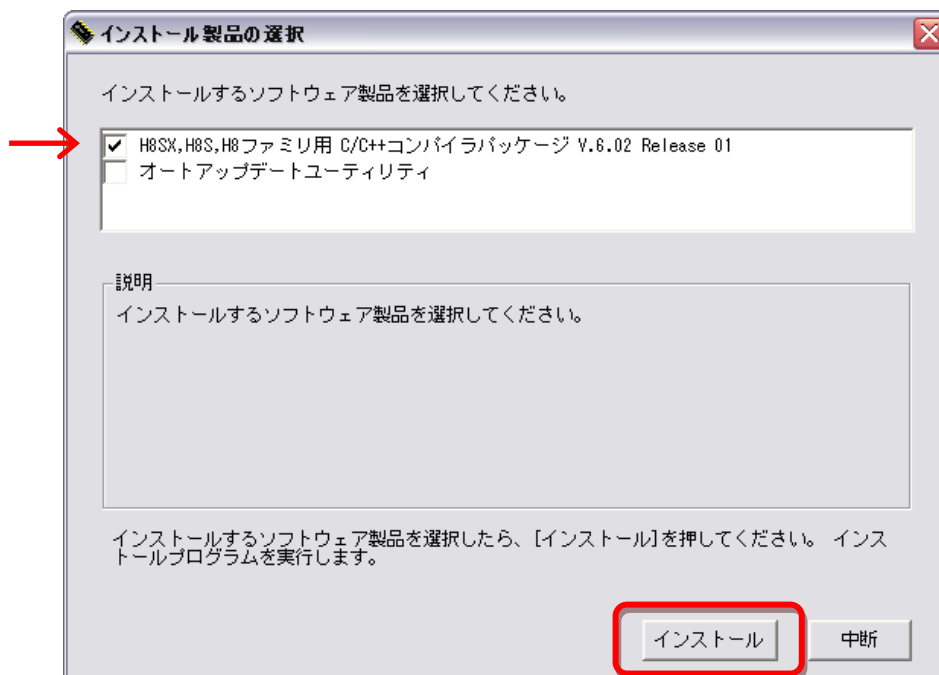 インストール製品の選択
インストールするソフトウェア製品を選択してください。
H8SX,H8S,H8ファミリ用 C/C++コンパイラパッケージ V.6.02 Release 01
オートアップデートユーティリティ
説明
インストールするソフトウェア製品を選択してください。
インストールするソフトウェア製品を選択したら、[インストール]を押してください。 インス
トールプログラムを実行します。
インストール
中断